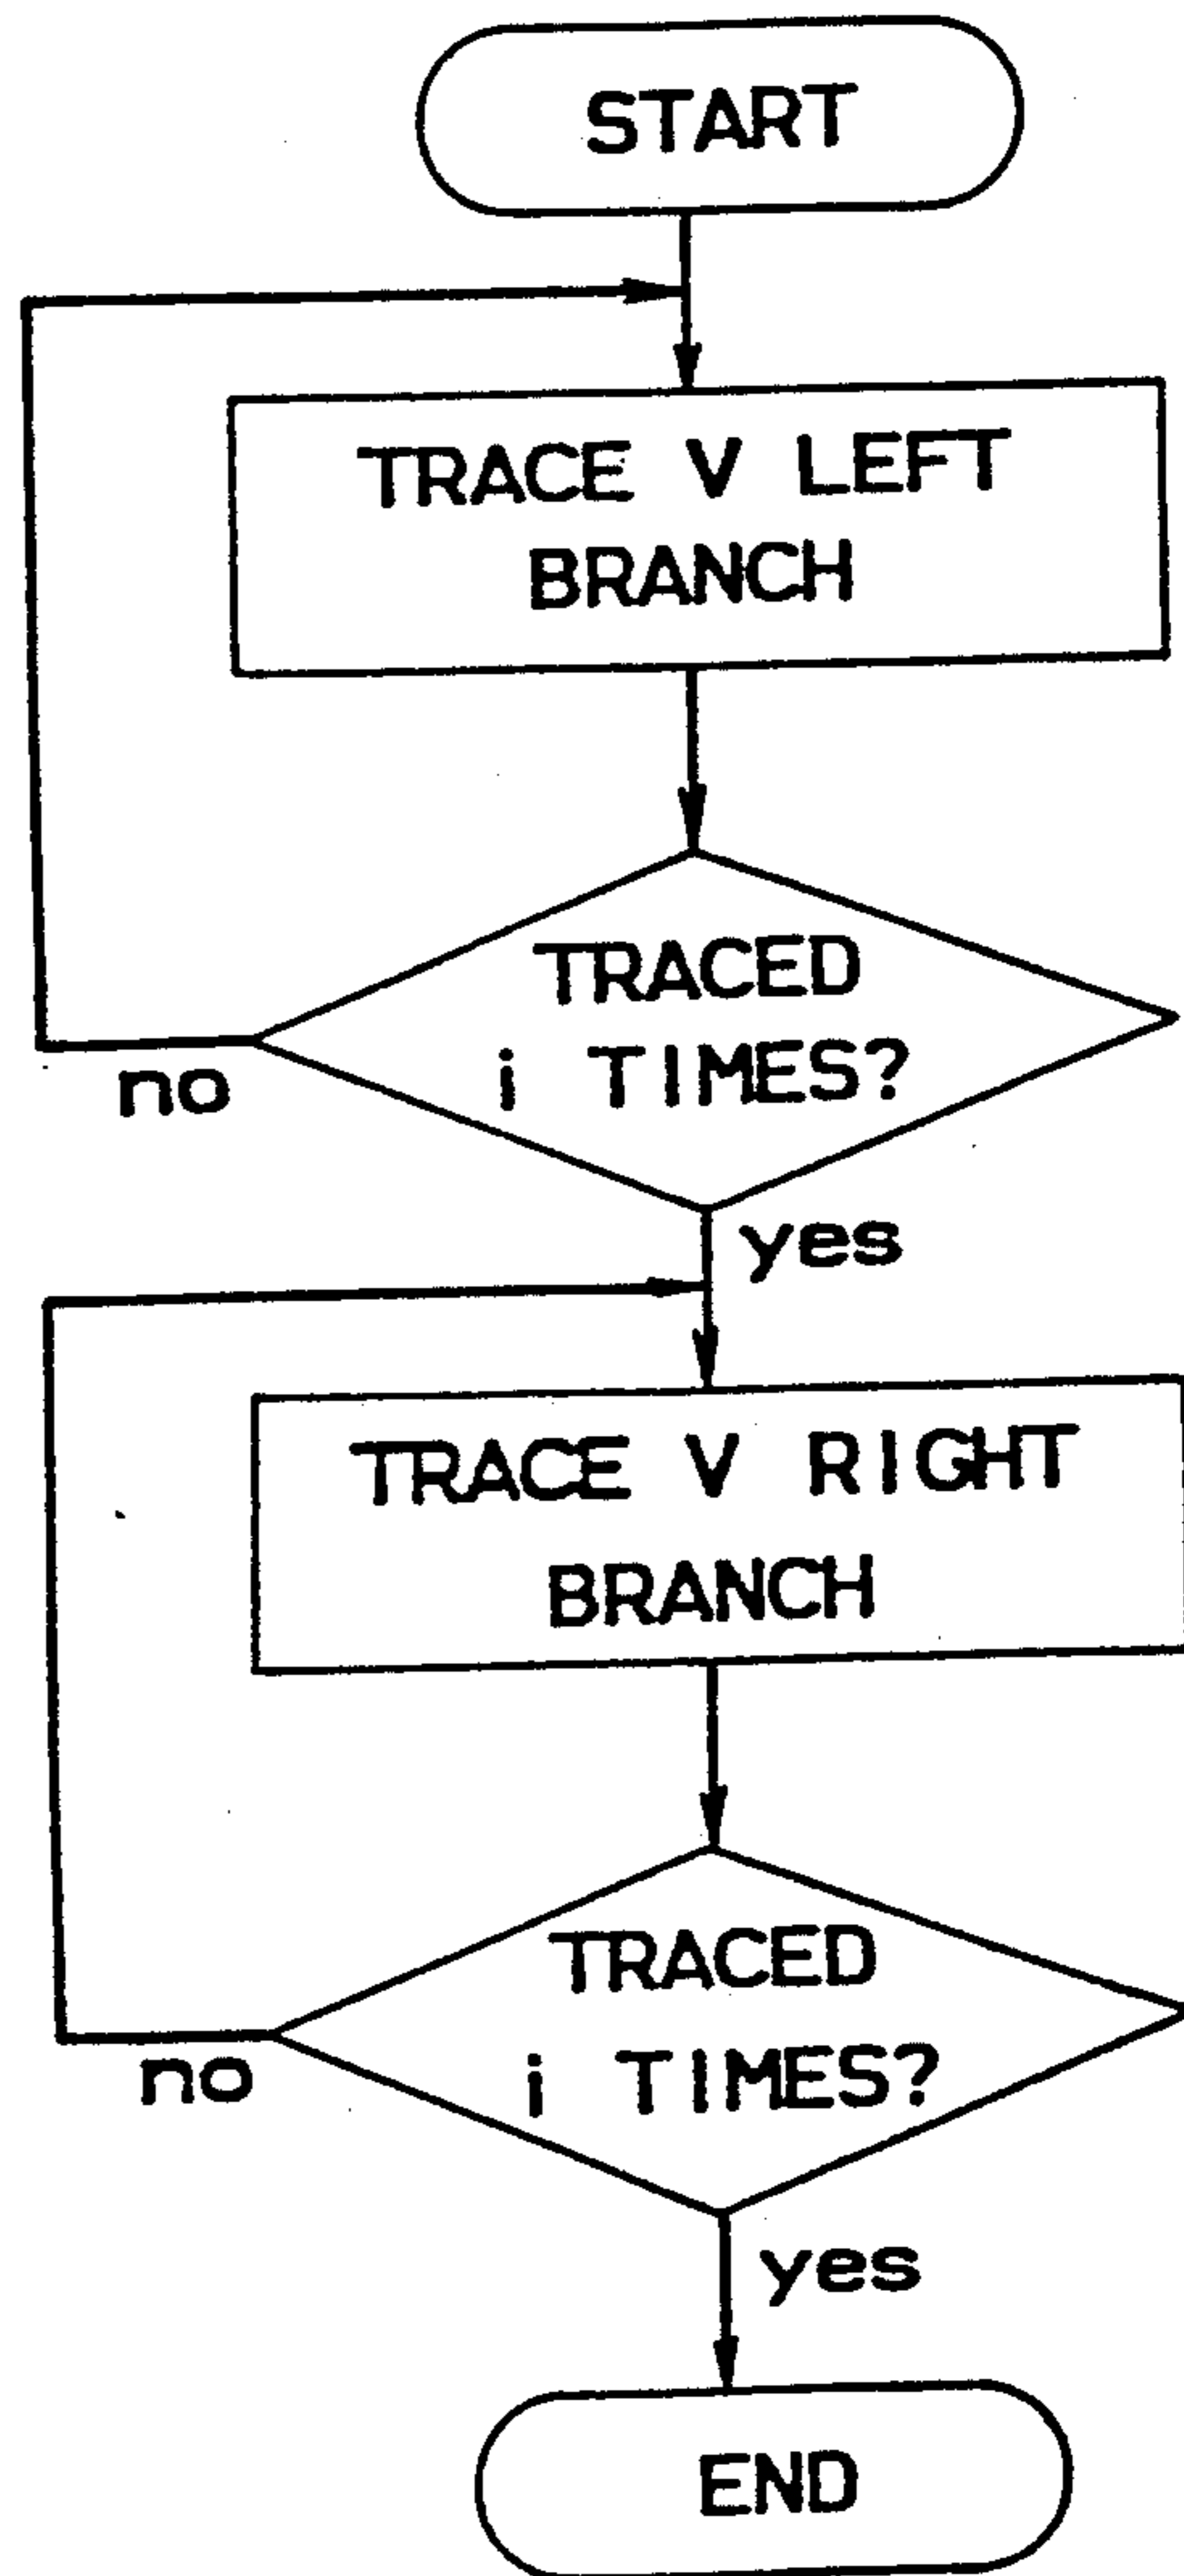 START
TRACE V LEFT
BRANCH
TRACED
i TIMES?
no
yes
TRACE V RIGHT
BRANCH
TRACED
i TIMES?
no
yes
END